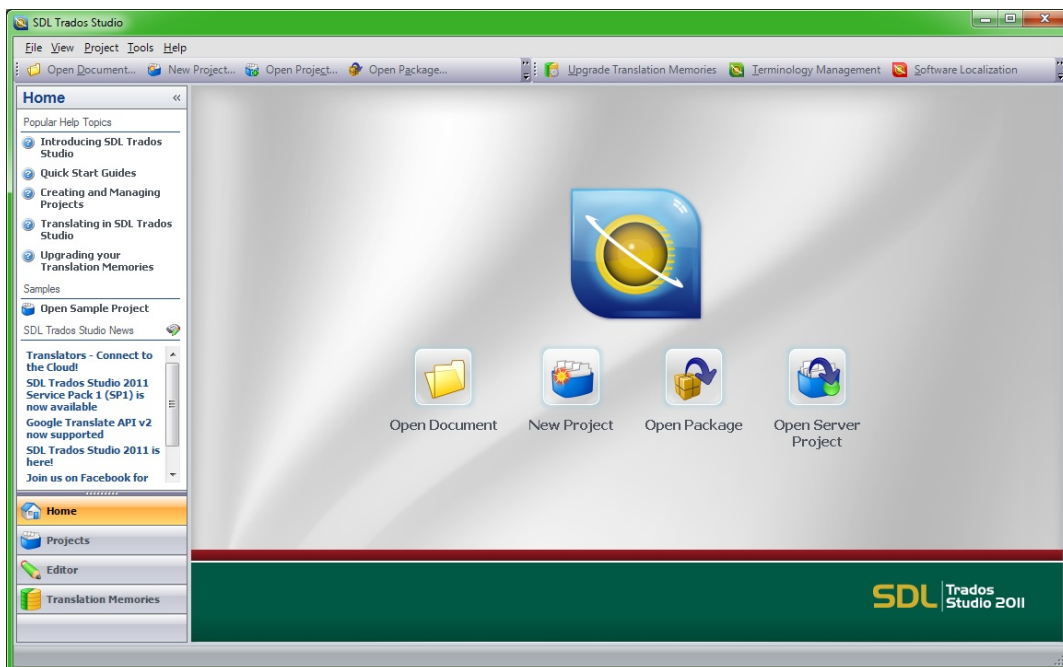 SDL Trados Studio
File View Project Tools Help
Open Document... New Project... Open Project... Open Package... Upgrade Translation Memories Terminology Management Software Localization
Home
Popular Help Topics
Introducing SDL Trados
Studio
Quick Start Guides
Creating and Managing
Projects
Translating in SDL Trados
Studio
Upgrading your
Translation Memories
Samples
Open Sample Project
SDL Trados Studio News
Translators - Connect to
the Cloud!
SDL Trados Studio 2011
Service Pack 1 (SP1) is
now available
Google Translate API v2
now supported
SDL Trados Studio 2011 is
here!
Join us on Facebook for
Home
Projects
Editor
Translation Memories
Open Document
New Project
Open Package
Open Server
Project
SDL Trados
Studio 2011